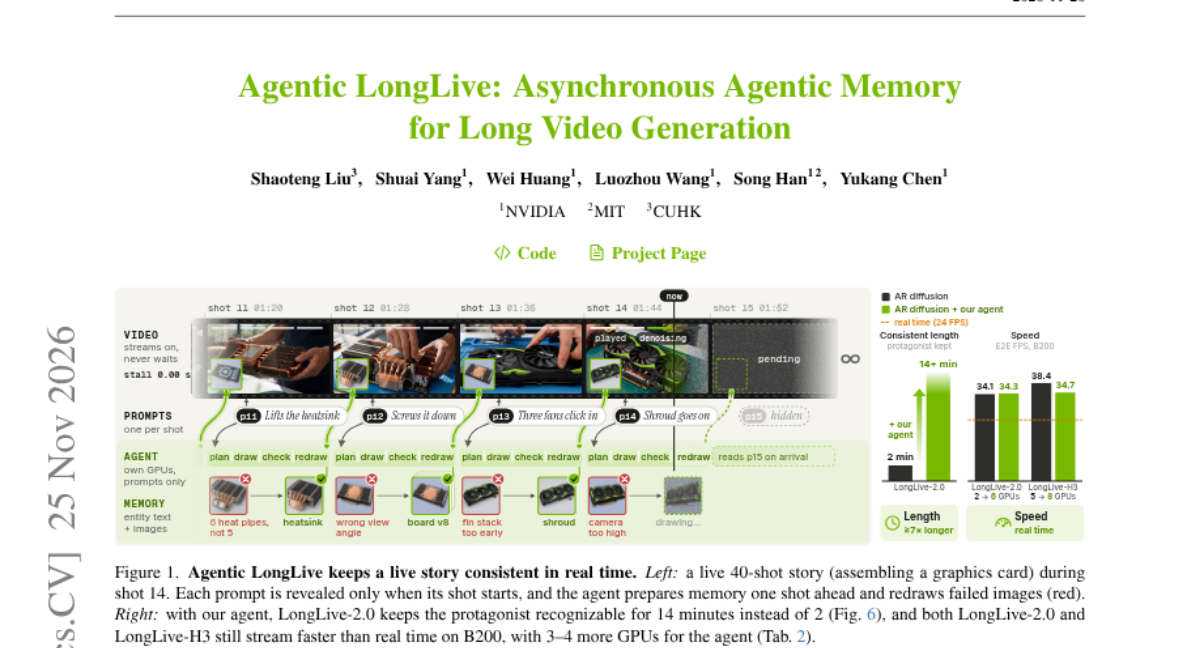 Agentic LongLive: Asynchronous Agentic Memory
for Long Video Generation
Shaoteng Liu3, Shuai Yang1, Wei Huang1, Luozhou Wang1, Song Han12, Yukang Chen1
1NVIDIA 2MIT 3CUHK
</> Code Project Page
cs.CV] 25 Nov 2026
now
shot 11 01:20 shot 12 01:28 shot 13 01:36 shot 14 01:44 shot 15 01:52
VIDEO
streams on,
never waits
stall 0.00 s
played denoising
pending
∞
PROMPTS
one per shot
p11 Lifts the heatsink
p12 Screws it down
p13 Three fans click in
p14 Shroud goes on
p15 hidden
AGENT
own GPUs,
prompts only
plan draw check redraw plan draw check redraw plan draw check redraw plan draw check redraw reads p15 on arrival
MEMORY
entity text
+ images
6 heat pipes,
not 5
heatsink
wrong view
angle
board v8
fin stack
too early
shroud
camera
too high
drawing...
AR diffusion
AR diffusion + our agent
real time (24 FPS)
Consistent length
protagonist kept
14+ min
+ our
agent
2 min
LongLive-2.0
Speed
E2E FPS, B200
34.1 34.3 38.4 34.7
LongLive-2.0 LongLive-H3
2 → 6 GPUs 5 → 8 GPUs
Length
≥7× longer
Speed
real time
Figure 1. Agentic LongLive keeps a live story consistent in real time. Left: a live 40-shot story (assembling a graphics card) during
shot 14. Each prompt is revealed only when its shot starts, and the agent prepares memory one shot ahead and redraws failed images (red).
Right: with our agent, LongLive-2.0 keeps the protagonist recognizable for 14 minutes instead of 2 (Fig. 6), and both LongLive-2.0 and
LongLive-H3 still stream faster than real time on B200, with 3–4 more GPUs for the agent (Tab. 2).